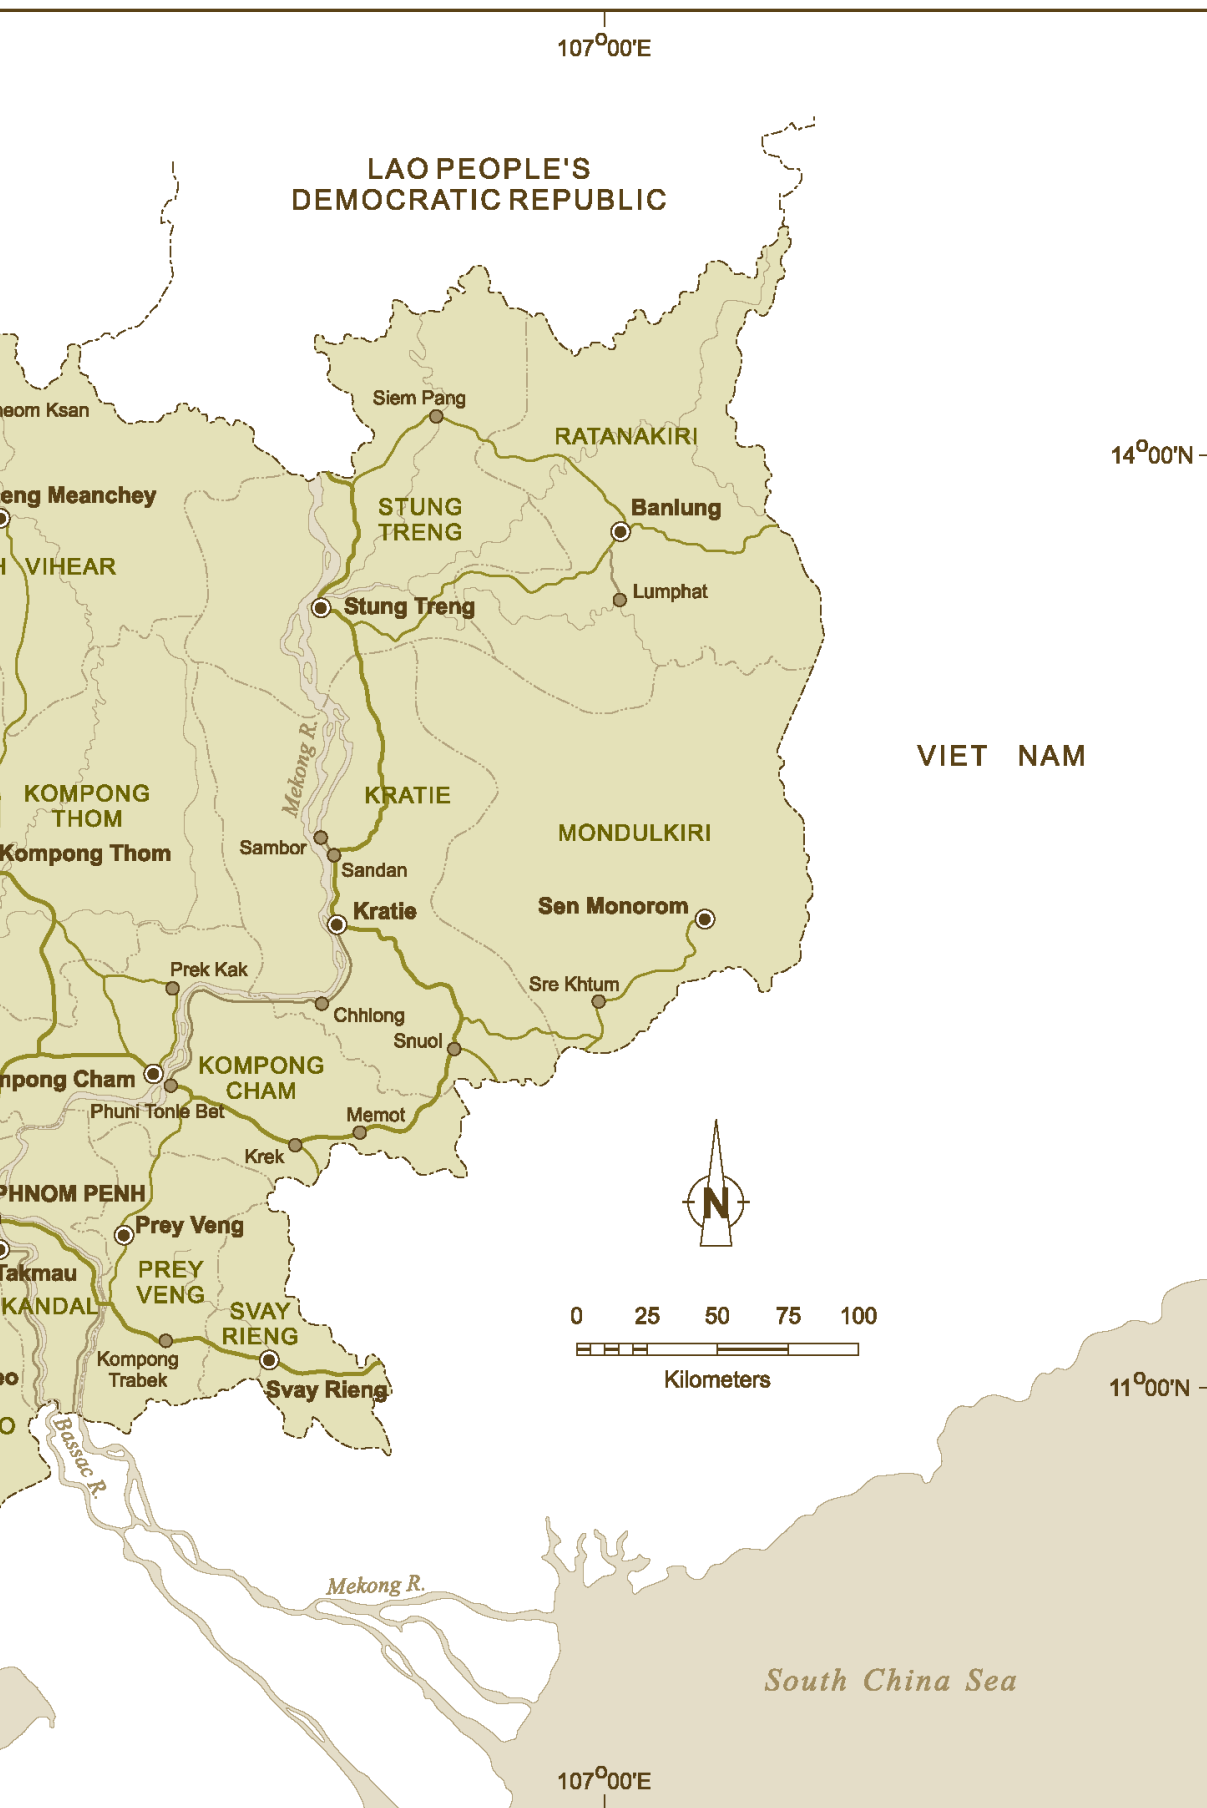 107°00'E
LAO PEOPLE'S
DEMOCRATIC REPUBLIC
Siem Pang
eom Ksan
RATANAKIRI
14°00'N
eng Meanchey
STUNG
TRENG
Banlung
H VIHEAR
Lumphat
Stung Treng
Mekong R.
VIET NAM
KOMPONG
THOM
KRATIE
MONDULKIRI
Sambor
Kompong Thom
Sandan
Sen Monorom
Kratie
Prek Kak
Sre Khtum
Chhlong
Snuol
KOMPONG
CHAM
mpong Cham
Phuni Tonle Bet
Memot
Krek
PHNOM PENH
N
Prey Veng
Takmau
PREY
VENG
KANDAL
SVAY
RIENG
0 25 50 75 100
Kilometers
Kompong
Trabek
eo
Svay Rieng
11°00'N
O
Bassac R.
Mekong R.
South China Sea
107°00'E